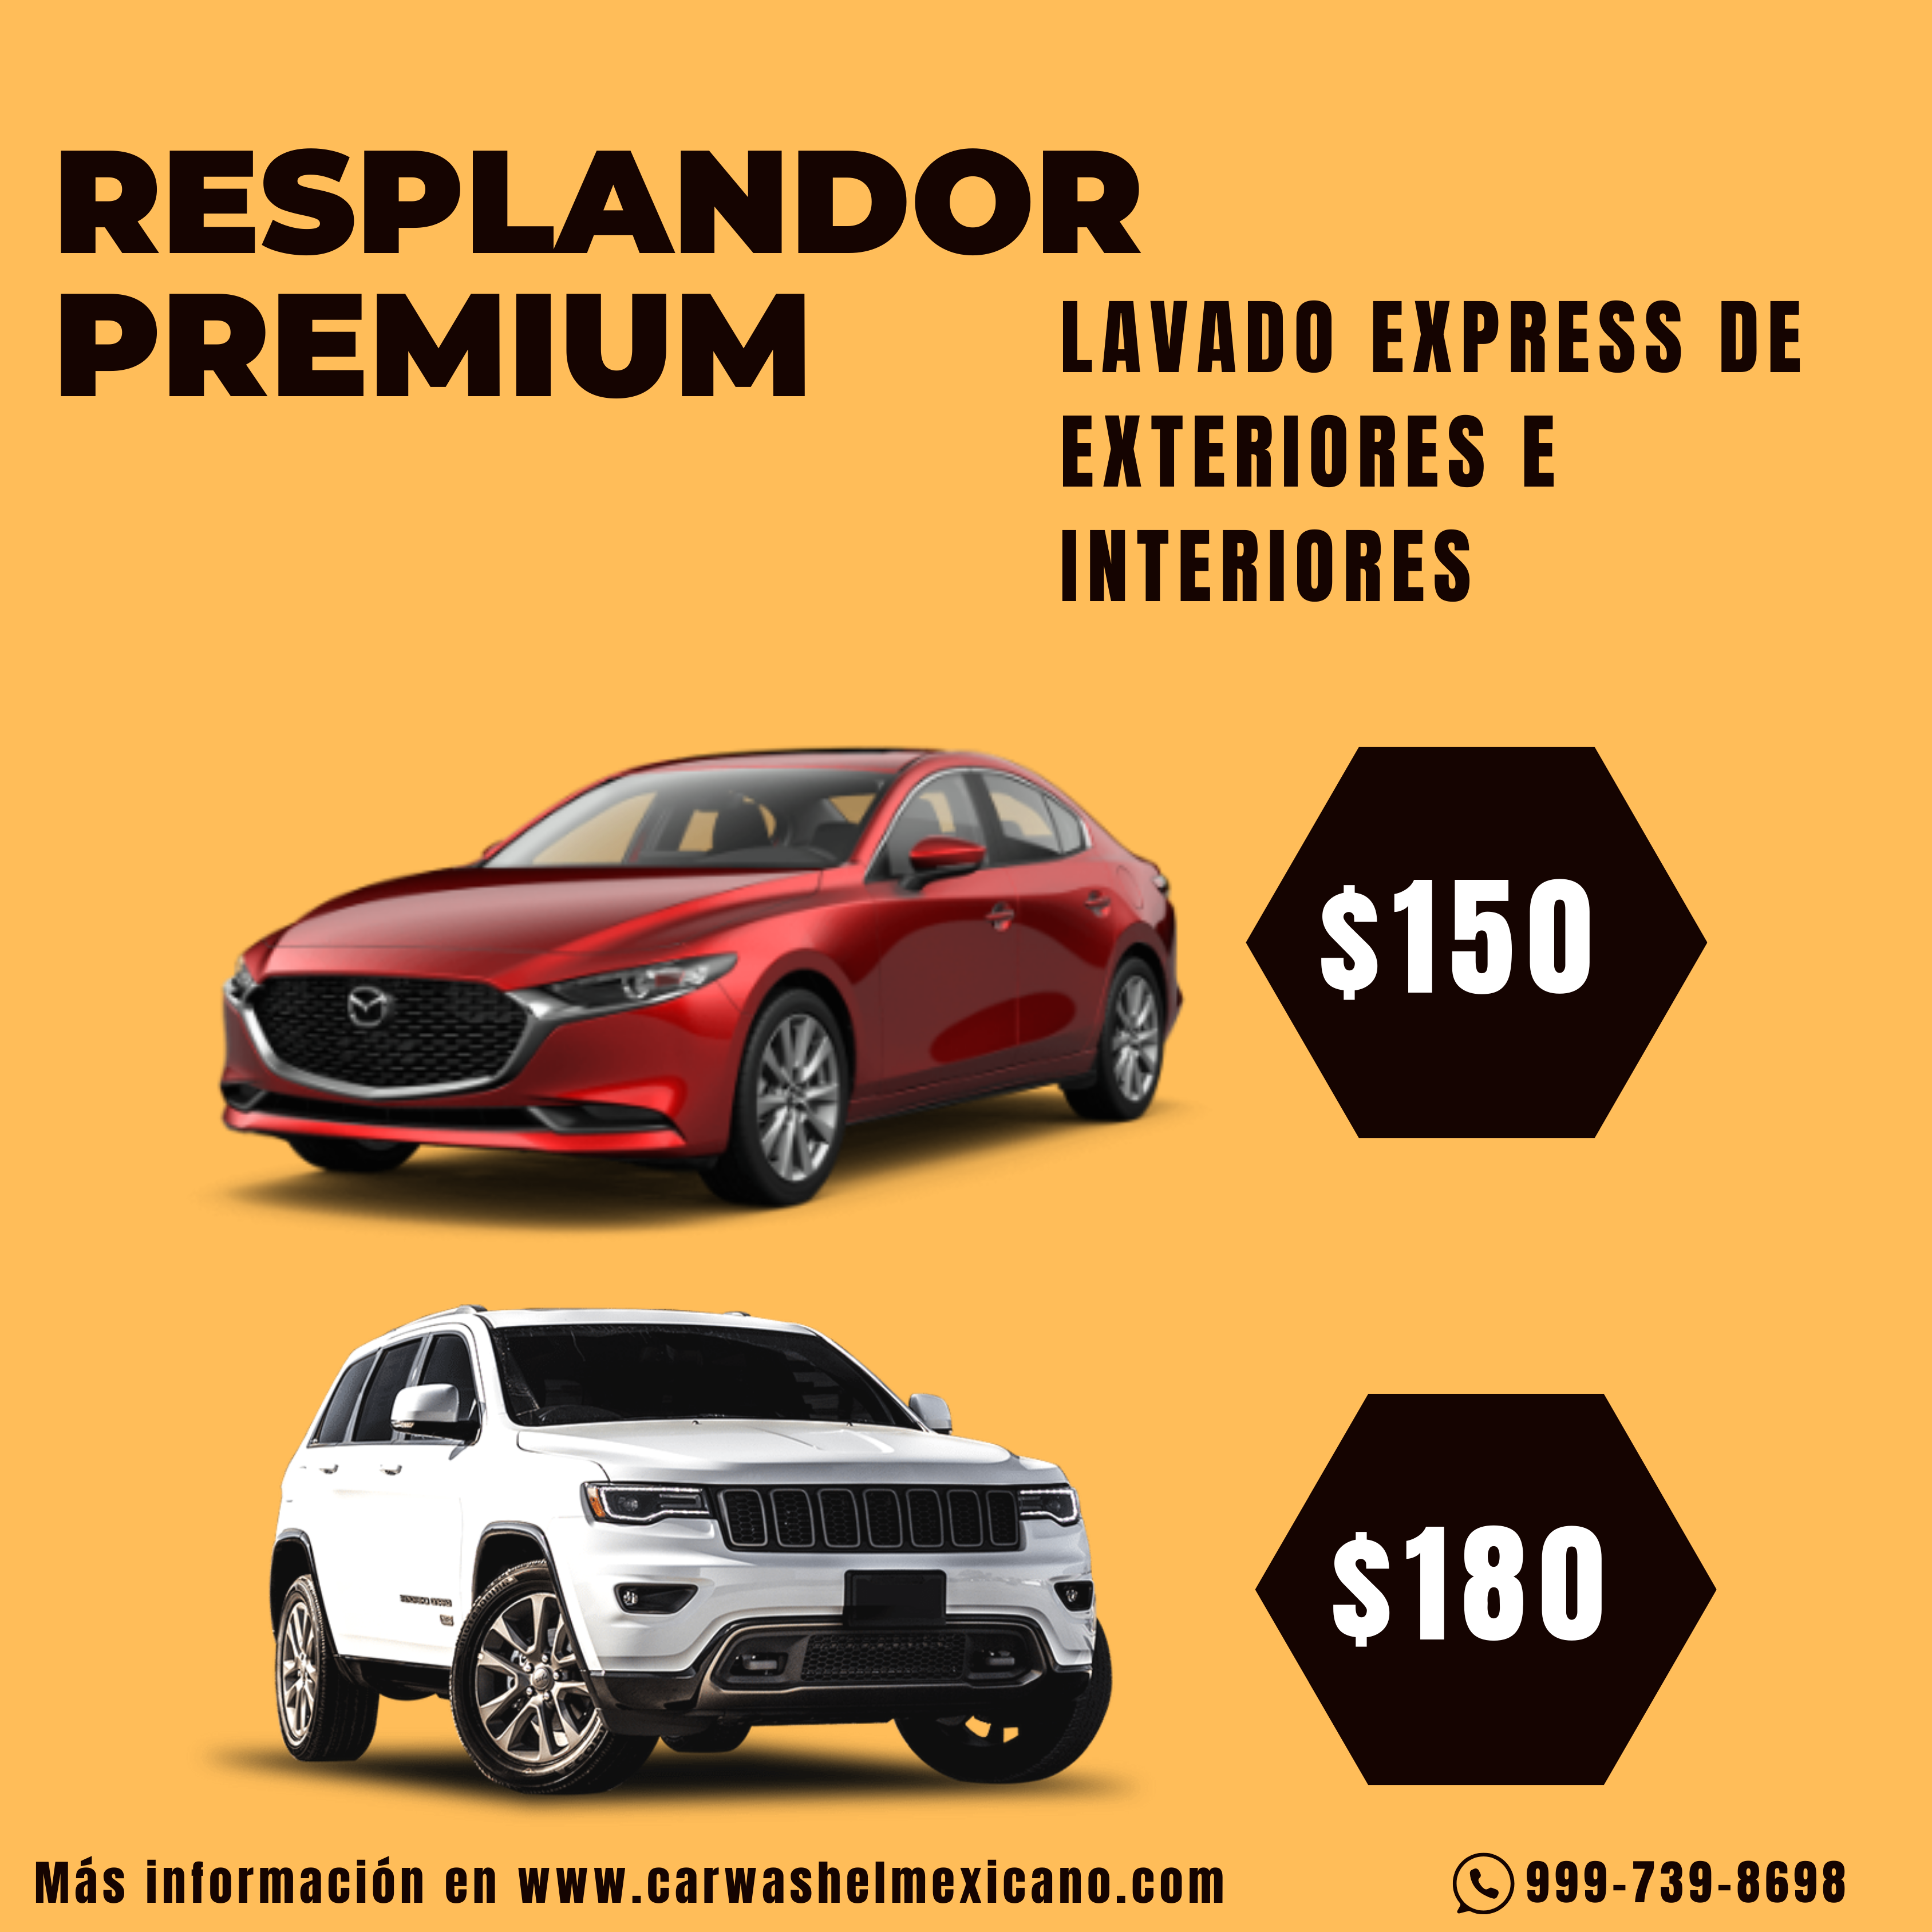 RESPLANDOR
PREMIUM
LAVADO EXPRESS DE
EXTERIORES E
INTERIORES
$150
$180
Más información en www.carwashelmexicano.com
999-739-8698